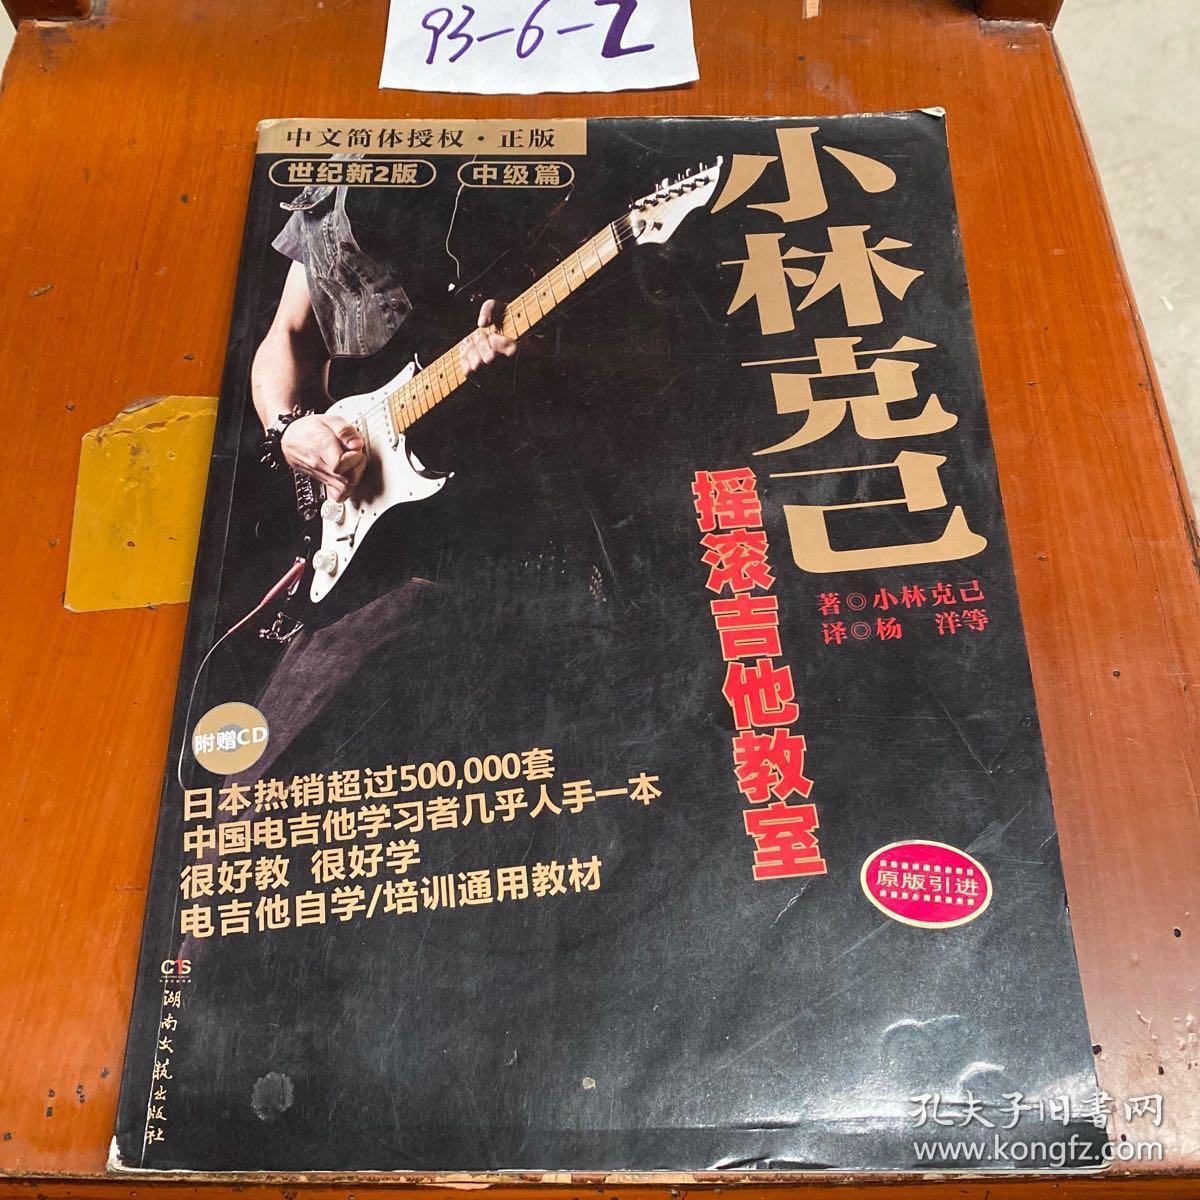 93-6-2
中文简体授权·正版
世纪新2版
中级篇
小林克己
摇滚吉他教室
著◎小林克己
译◎杨 洋等
附赠CD
日本热销超过500,000套
中国电吉他学习者几乎人手一本
很好教 很好学
电吉他自学/培训通用教材
原版引进
湖南文艺出版社
孔夫子旧书网
www.kongfz.com